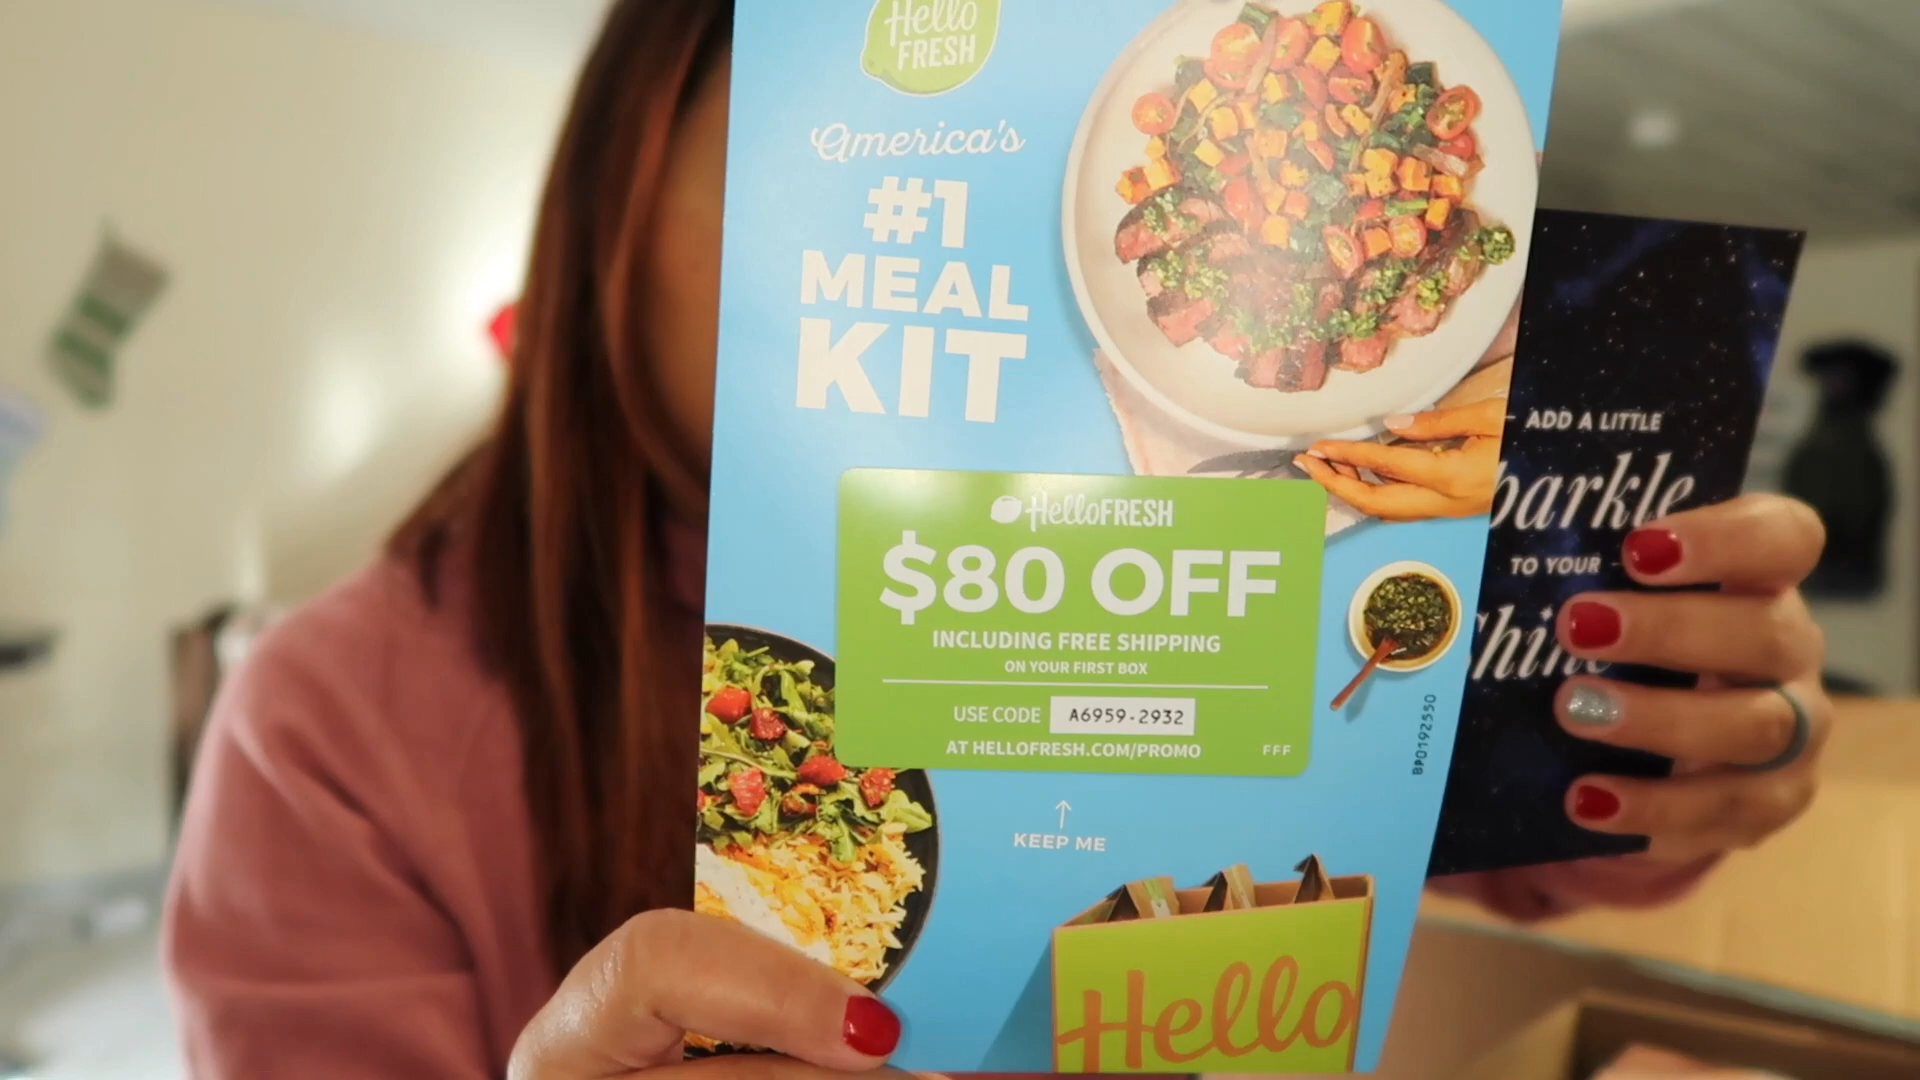 Hello
FRESH
America's
#1
MEAL
KIT
HelloFRESH
$80 OFF
INCLUDING FREE SHIPPING
ON YOUR FIRST BOX
USE CODE A6959-2932
AT HELLOFRESH.COM/PROMO
FFF
KEEP ME
BP0192550
Hello
ADD A LITTLE
parkle
TO YOUR
Shine